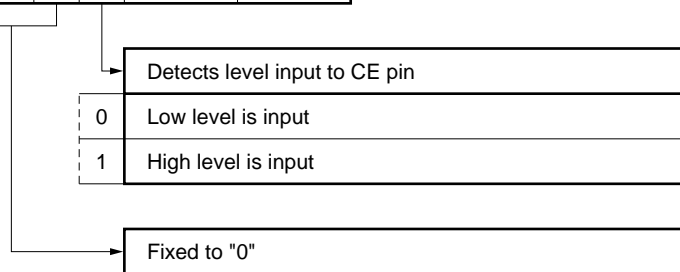 Detects level input to CE pin
0 Low level is input
1 High level is input
Fixed to "0"